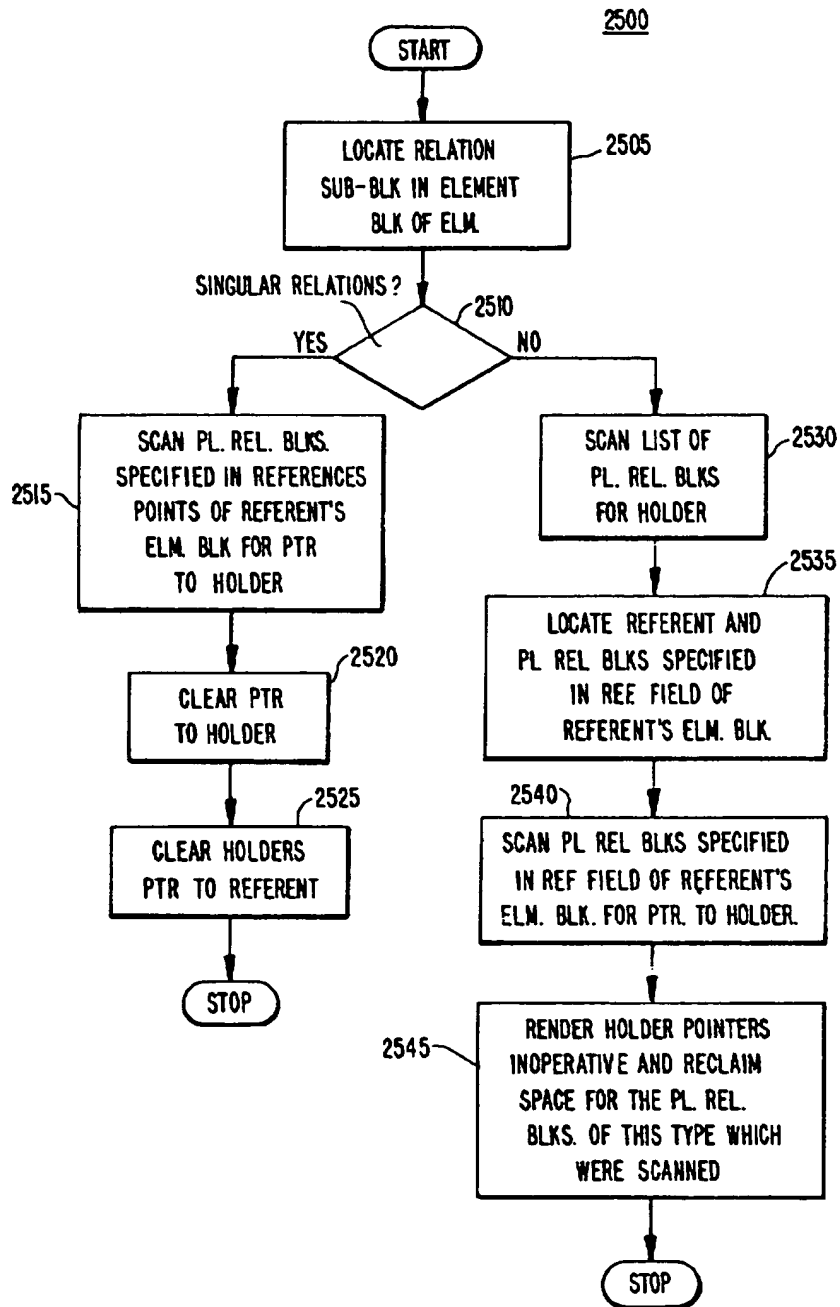 2500
START
LOCATE RELATION
SUB-BLK IN ELEMENT
BLK OF ELM.
2505
SINGULAR RELATIONS?
2510
YES
NO
SCAN PL. REL. BLKS.
SPECIFIED IN REFERENCES
POINTS OF REFERENT'S
ELM. BLK FOR PTR
TO HOLDER
2515
CLEAR PTR
TO HOLDER
2520
CLEAR HOLDERS
PTR TO REFERENT
2525
STOP
SCAN LIST OF
PL. REL. BLKS
FOR HOLDER
2530
LOCATE REFERENT AND
PL REL BLKS SPECIFIED
IN REE FIELD OF
REFERENT'S ELM. BLK.
2535
SCAN PL REL BLKS SPECIFIED
IN REF FIELD OF REFERENT'S
ELM. BLK. FOR PTR. TO HOLDER.
2540
RENDER HOLDER POINTERS
INOPERATIVE AND RECLAIM
SPACE FOR THE PL. REL.
BLKS. OF THIS TYPE WHICH
WERE SCANNED
2545
STOP